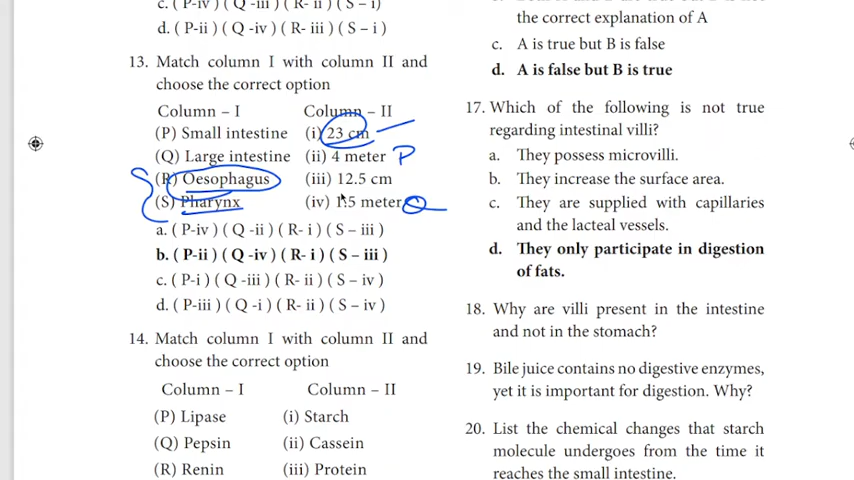 c. ( P-iv) ( Q -iii) ( R- ii ) ( S – i)
d. ( P-ii) ( Q -iv) ( R- iii ) ( S – i )
13. Match column I with column II and
choose the correct option
Column – I Column – II
(P) Small intestine (i) 23 cm
(Q) Large intestine (ii) 4 meter P
(R) Oesophagus (iii) 12.5 cm
(S) Pharynx (iv) 1.5 meter Q
a. ( P-iv) ( Q -ii) ( R- i ) ( S – iii )
b. ( P-ii) ( Q -iv) ( R- i ) ( S – iii )
c. ( P-i ) ( Q -iii ) ( R- ii ) ( S – iv )
d. ( P-iii ) ( Q -i ) ( R- ii ) ( S – iv )
14. Match column I with column II and
choose the correct option
Column – I Column – II
(P) Lipase (i) Starch
(Q) Pepsin (ii) Cassein
(R) Renin (iii) Protein
the correct explanation of A
c. A is true but B is false
d. A is false but B is true
17. Which of the following is not true
regarding intestinal villi?
a. They possess microvilli.
b. They increase the surface area.
c. They are supplied with capillaries
and the lacteal vessels.
d. They only participate in digestion
of fats.
18. Why are villi present in the intestine
and not in the stomach?
19. Bile juice contains no digestive enzymes,
yet it is important for digestion. Why?
20. List the chemical changes that starch
molecule undergoes from the time it
reaches the small intestine.